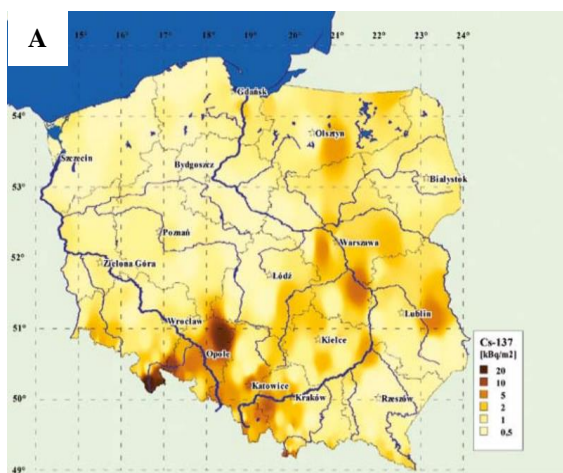 A
15° 16° 17° 18° 19° 20° 21° 22° 23° 24°
Gdańsk
54°
Olsztyn
Szczecin
Bydgoszcz
Białystok
53°
Poznań
Warszawa
52°
Zielona Góra
Łódź
Lublin
Wrocław
51°
Kielce
Opole
Cs-137
[kBq/m2]
20
10
5
2
1
0.5
Katowice
Kraków
Rzeszów
50°
49°